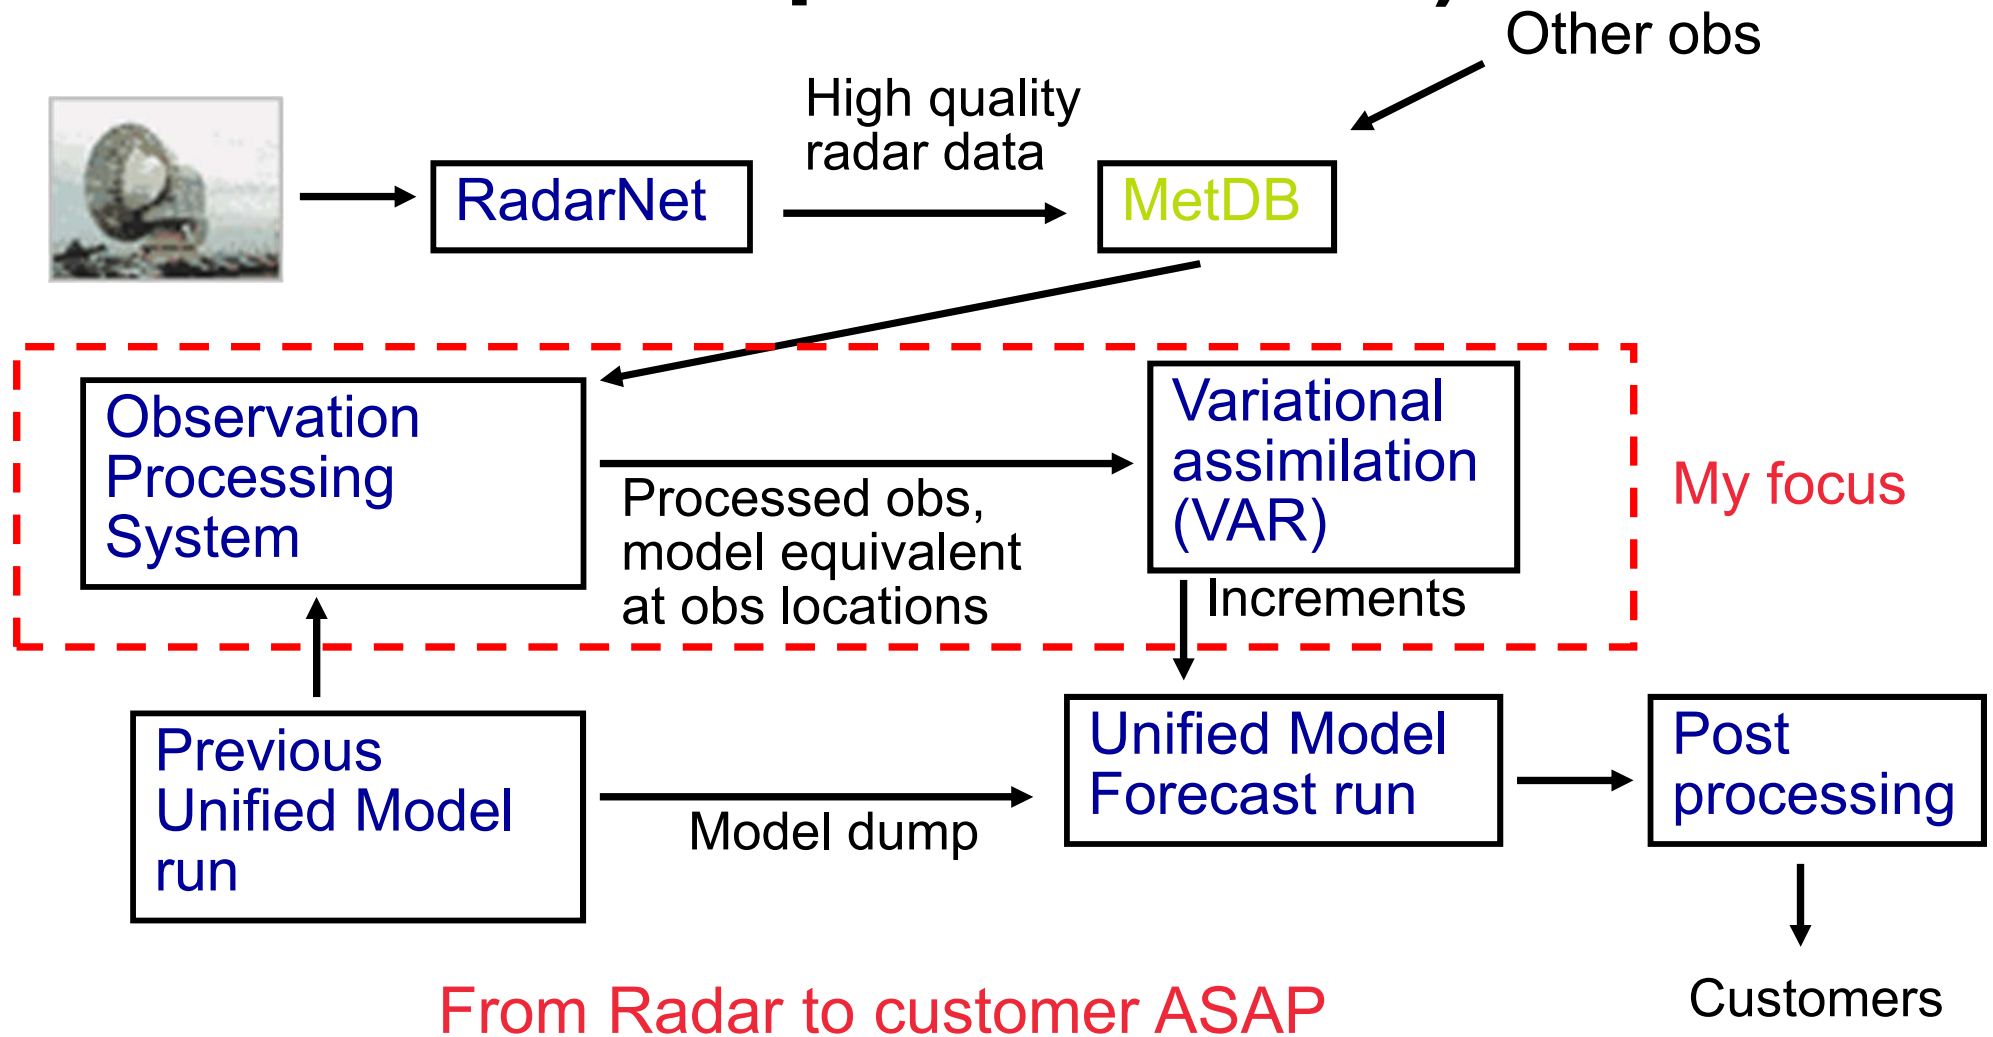 Other obs
High quality
radar data
RadarNet
MetDB
Observation
Processing
System
Processed obs,
model equivalent
at obs locations
Variational
assimilation
(VAR)
My focus
Increments
Previous
Unified Model
run
Model dump
Unified Model
Forecast run
Post
processing
Customers
From Radar to customer ASAP